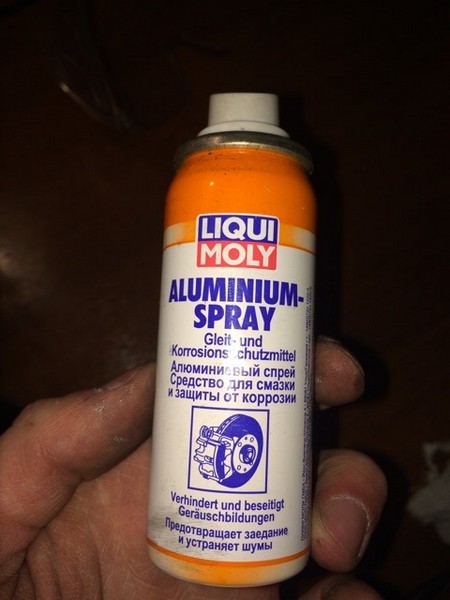 LIQUI
MOLY
ALUMINIUM-
SPRAY
Gleit- und
Korrosionsschutzmittel
Алюминиевый спрей
Средство для смазки
и защиты от коррозии
Verhindert und beseitigt
Geräuschbildungen
Предотвращает заедание
и устраняет шумы